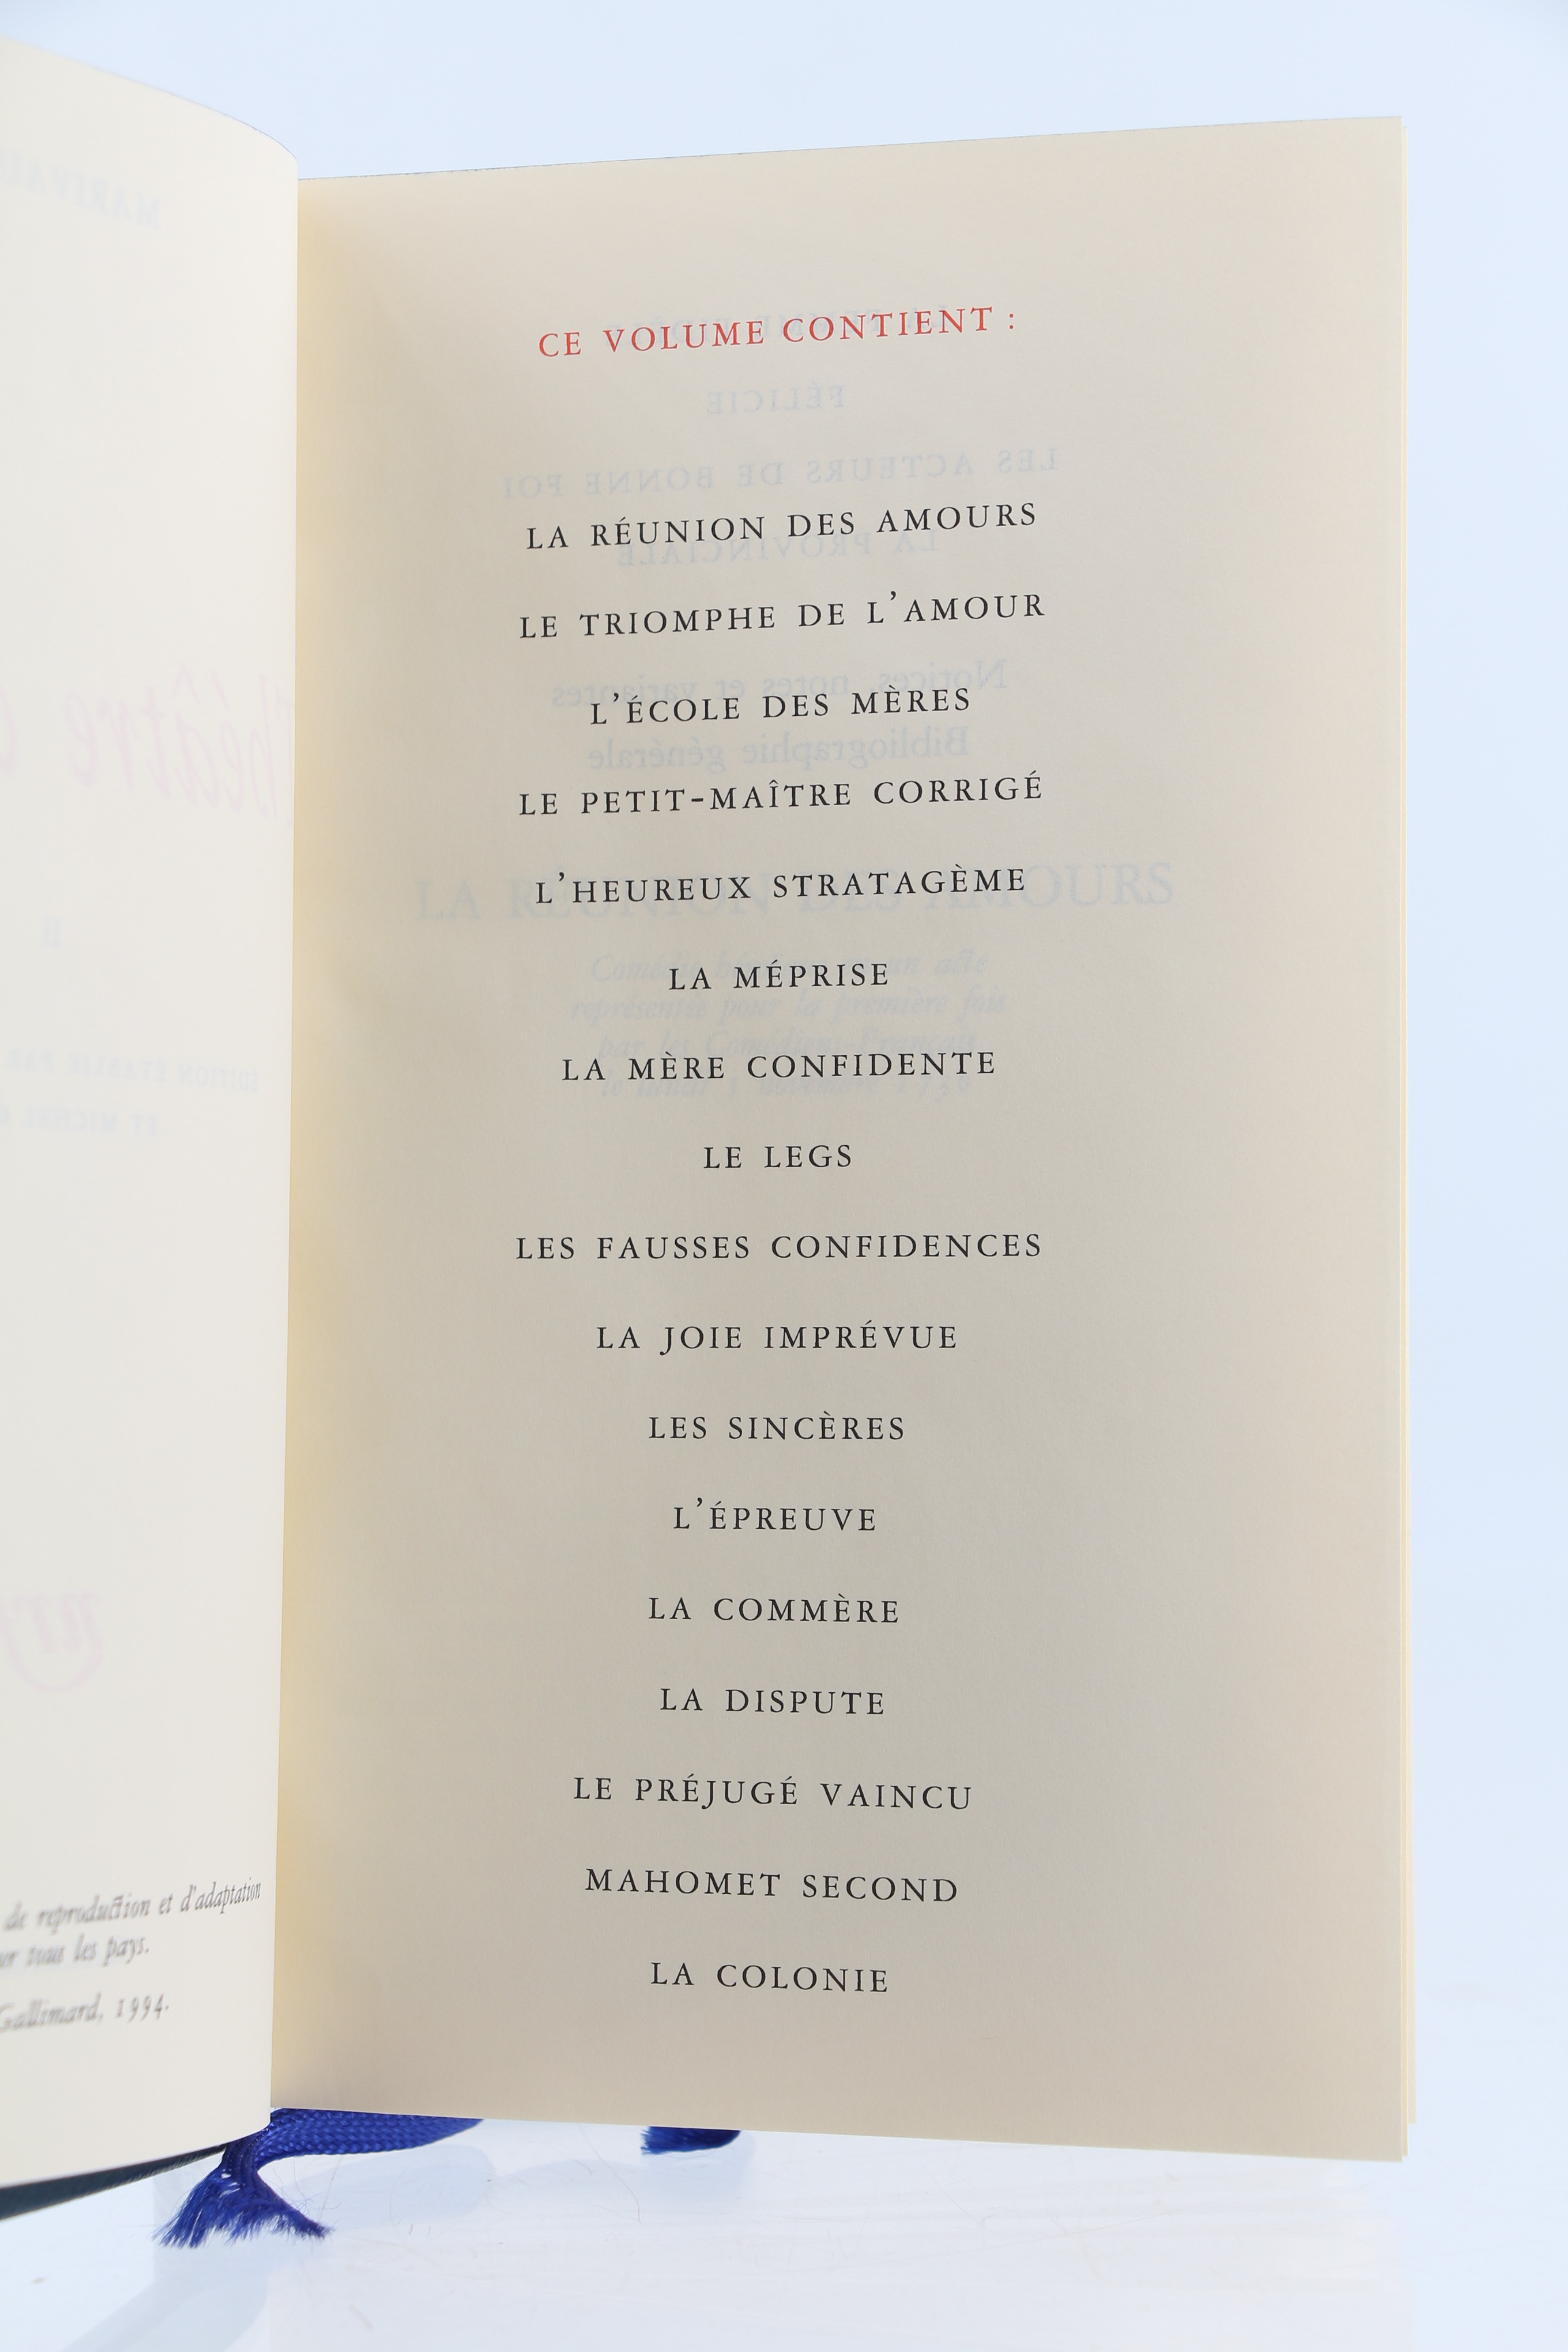 de reproduction et d'adaptation
tous les pays.
Gallimard, 1994.
CE VOLUME CONTIENT :
LA RÉUNION DES AMOURS
LE TRIOMPHE DE L'AMOUR
L'ÉCOLE DES MÈRES
LE PETIT-MAÎTRE CORRIGÉ
L'HEUREUX STRATAGÈME
LA MÉPRISE
LA MÈRE CONFIDENTE
LE LEGS
LES FAUSSES CONFIDENCES
LA JOIE IMPRÉVUE
LES SINCÈRES
L'ÉPREUVE
LA COMMÈRE
LA DISPUTE
LE PRÉJUGÉ VAINCU
MAHOMET SECOND
LA COLONIE